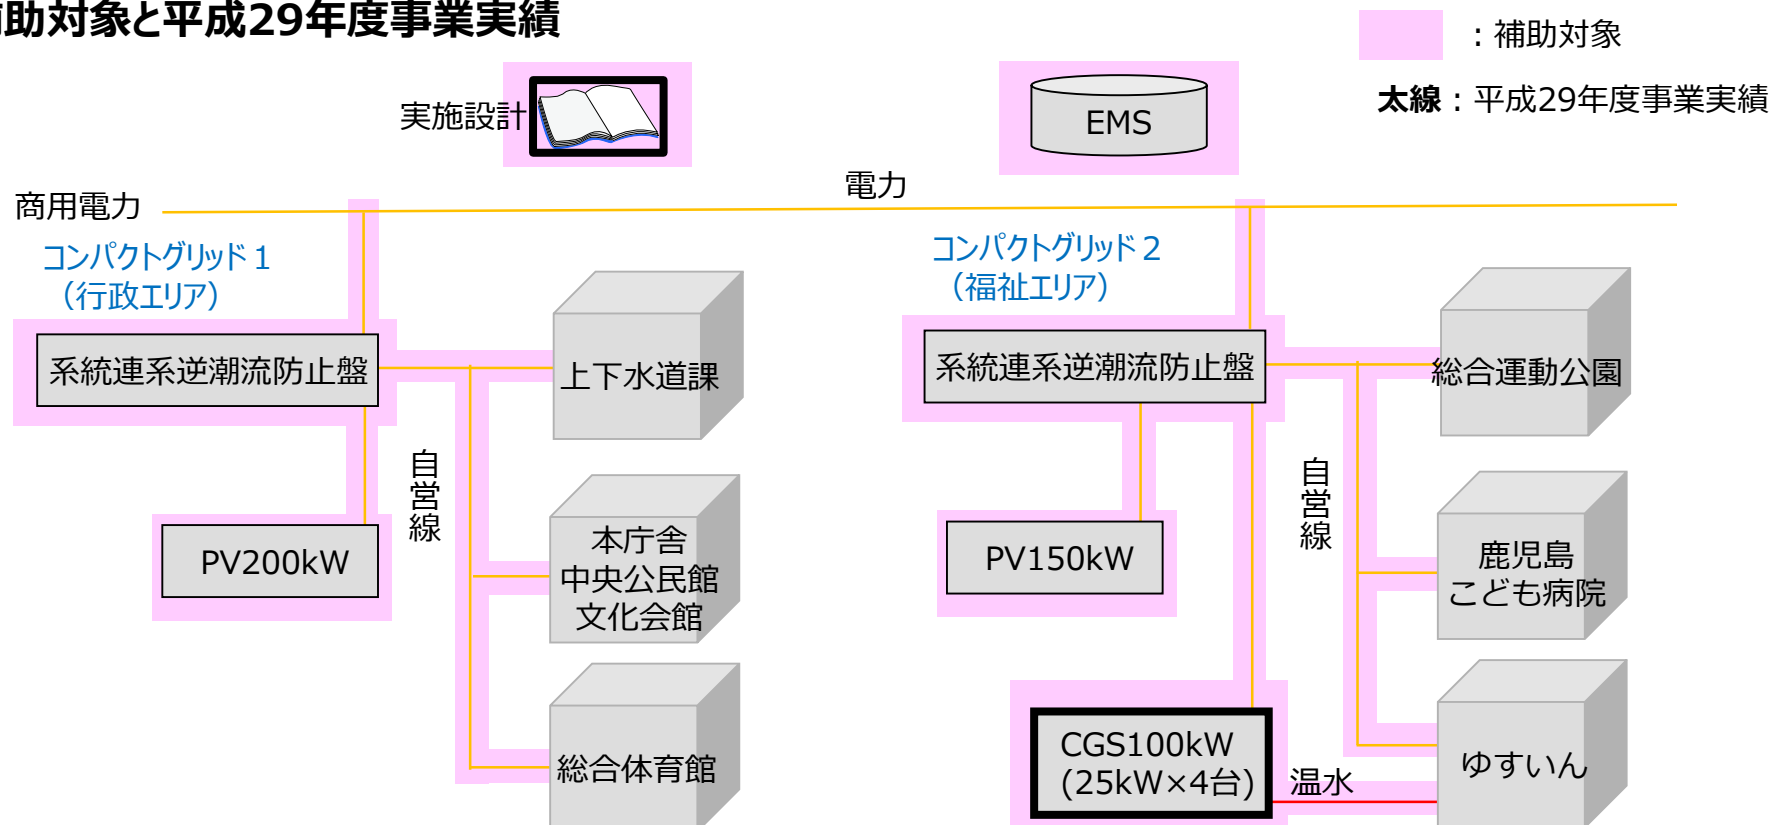 助対象と平成29年度事業実績
：補助対象
太線：平成29年度事業実績
実施設計
EMS
商用電力
電力
コンパクトグリッド１
（行政エリア）
系統連系逆潮流防止盤
上下水道課
自営線
PV200kW
本庁舎
中央公民館
文化会館
総合体育館
コンパクトグリッド２
（福祉エリア）
系統連系逆潮流防止盤
総合運動公園
自営線
PV150kW
鹿児島
こども病院
CGS100kW
(25kW×4台)
温水
ゆすいん